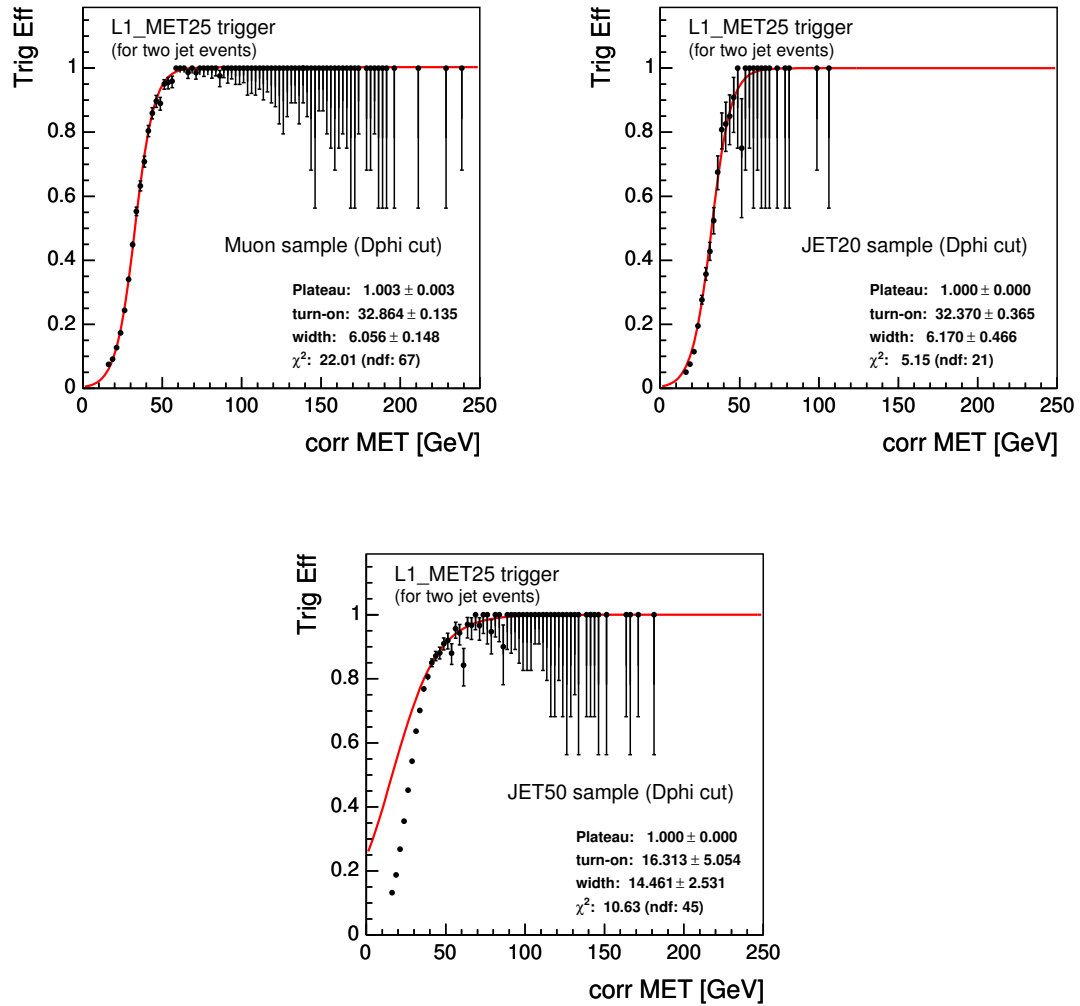 Trig Eff
L1_MET25 trigger
(for two jet events)
1
0.8
0.6
0.4
0.2
0
Muon sample (Dphi cut)
Plateau: 1.003 ± 0.003
turn-on: 32.864 ± 0.135
width: 6.056 ± 0.148
χ²: 22.01 (ndf: 67)
0 50 100 150 200 250
corr MET [GeV]
Trig Eff
L1_MET25 trigger
(for two jet events)
1
0.8
0.6
0.4
0.2
0
JET20 sample (Dphi cut)
Plateau: 1.000 ± 0.000
turn-on: 32.370 ± 0.365
width: 6.170 ± 0.466
χ²: 5.15 (ndf: 21)
0 50 100 150 200 250
corr MET [GeV]
Trig Eff
L1_MET25 trigger
(for two jet events)
1
0.8
0.6
0.4
0.2
0
JET50 sample (Dphi cut)
Plateau: 1.000 ± 0.000
turn-on: 16.313 ± 5.054
width: 14.461 ± 2.531
χ²: 10.63 (ndf: 45)
0 50 100 150 200 250
corr MET [GeV]